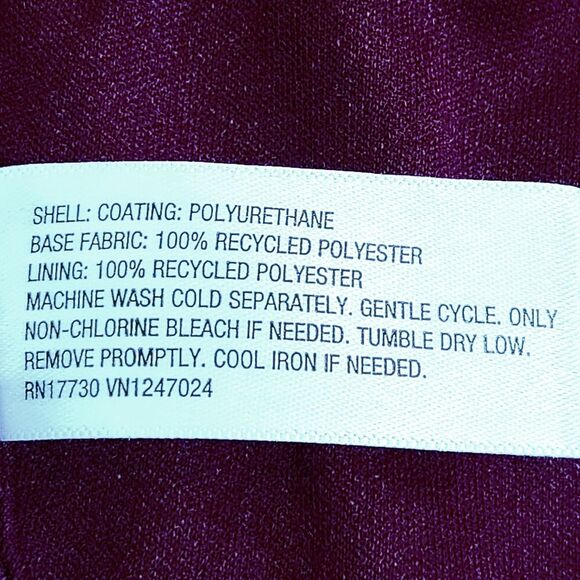 SHELL: COATING: POLYURETHANE
BASE FABRIC: 100% RECYCLED POLYESTER
LINING: 100% RECYCLED POLYESTER
MACHINE WASH COLD SEPARATELY. GENTLE CYCLE. ONLY
NON-CHLORINE BLEACH IF NEEDED. TUMBLE DRY LOW.
REMOVE PROMPTLY. COOL IRON IF NEEDED.
RN17730 VN1247024